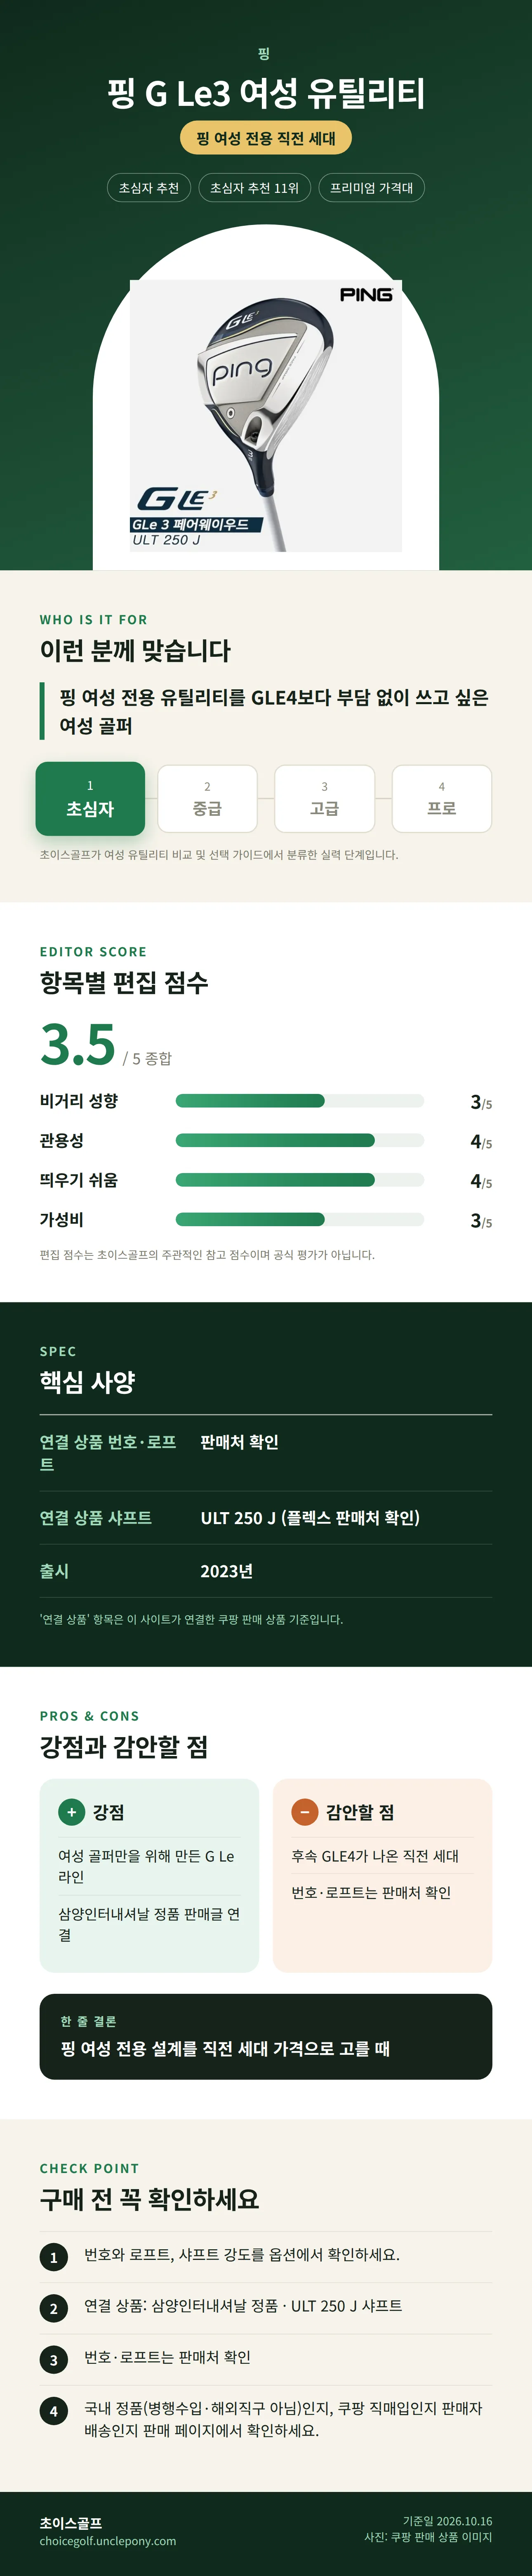 핑
핑 G Le3 여성 유틸리티
핑 여성 전용 직전 세대
초심자 추천
초심자 추천 11위
프리미엄 가격대
PING
GLE
PING
GLE³
GLe 3 페어웨이우드
ULT 250 J
WHO IS IT FOR
이런 분께 맞습니다
핑 여성 전용 유틸리티를 GLE4보다 부담 없이 쓰고 싶은
여성 골퍼
1
초심자
2
중급
3
고급
4
프로
초이스골프가 여성 유틸리티 비교 및 선택 가이드에서 분류한 실력 단계입니다.
EDITOR SCORE
항목별 편집 점수
3.5 / 5 종합
비거리 성향 3/5
관용성 4/5
띄우기 쉬움 4/5
가성비 3/5
편집 점수는 초이스골프의 주관적인 참고 점수이며 공식 평가가 아닙니다.
SPEC
핵심 사양
연결 상품 번호·로프 판매처 확인
트
연결 상품 샤프트 ULT 250 J (플렉스 판매처 확인)
출시 2023년
'연결 상품' 항목은 이 사이트가 연결한 쿠팡 판매 상품 기준입니다.
PROS & CONS
강점과 감안할 점
+ 강점
여성 골퍼만을 위해 만든 G Le
라인
삼양인터내셔날 정품 판매글 연
결
− 감안할 점
후속 GLE4가 나온 직전 세대
번호·로프트는 판매처 확인
한 줄 결론
핑 여성 전용 설계를 직전 세대 가격으로 고를 때
CHECK POINT
구매 전 꼭 확인하세요
1 번호와 로프트, 샤프트 강도를 옵션에서 확인하세요.
2 연결 상품: 삼양인터내셔날 정품 · ULT 250 J 샤프트
3 번호·로프트는 판매처 확인
4 국내 정품(병행수입·해외직구 아님)인지, 쿠팡 직매입인지 판매자
배송인지 판매 페이지에서 확인하세요.
초이스골프
choicegolf.unclepony.com
기준일 2026.10.16
사진: 쿠팡 판매 상품 이미지